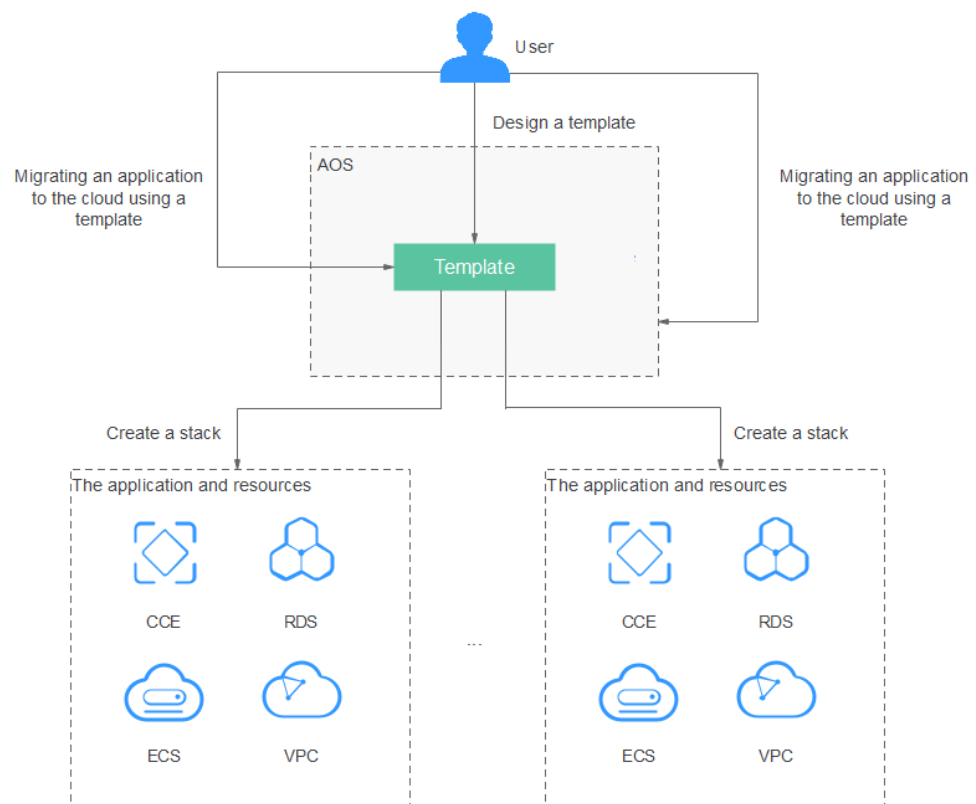 User
Design a template
AOS
Migrating an application
to the cloud using a
template
Migrating an application
to the cloud using a
template
Template
Create a stack
Create a stack
The application and resources
The application and resources
CCE
RDS
CCE
RDS
...
ECS
VPC
ECS
VPC